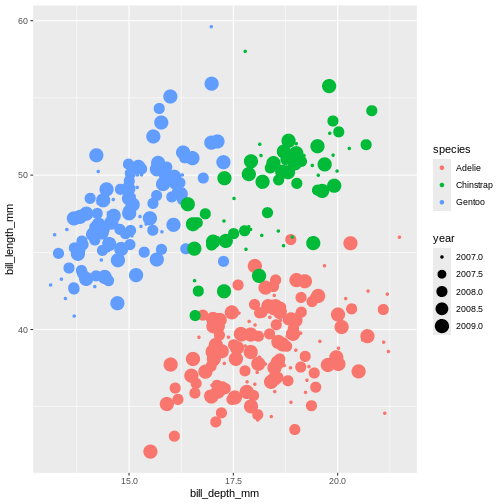 60
50
40
bill_length_mm
15.0
17.5
20.0
bill_depth_mm
species
Adelie
Chinstrap
Gentoo
year
2007.0
2007.5
2008.0
2008.5
2009.0